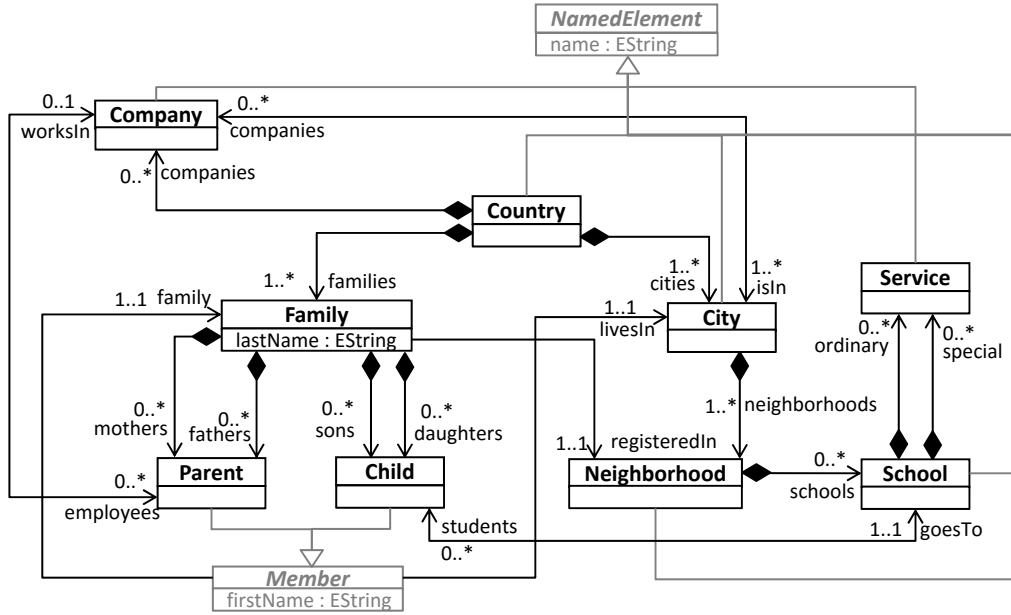 NamedElement
name : EString
0..1
worksIn
Company
0..*
companies
0..*
companies
Country
1..*
families
1..*
cities
1..*
isIn
Service
1..1
family
Family
lastName : EString
1..1
livesIn
City
0..*
ordinary
0..*
special
0..*
mothers
0..*
fathers
0..*
sons
0..*
daughters
1..*
neighborhoods
1..1
registeredIn
Parent
Child
Neighborhood
0..*
schools
School
0..*
employees
students
0..*
1..1
goesTo
Member
firstName : EString